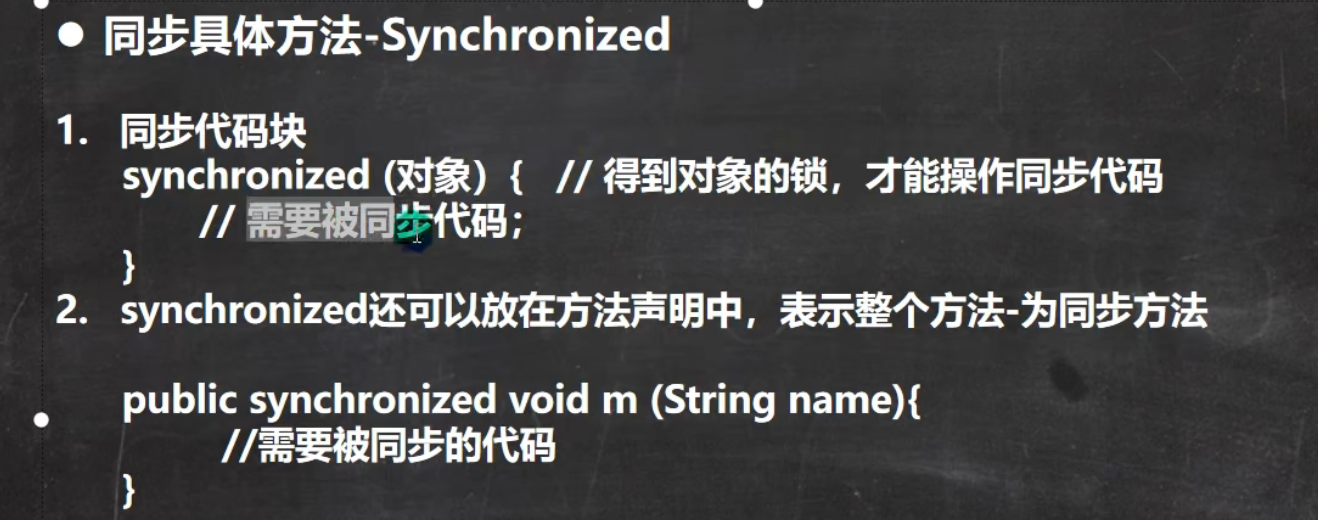 ● 同步具体方法-Synchronized
1. 同步代码块
synchronized (对象）{ // 得到对象的锁，才能操作同步代码
// 需要被同步代码；
}
2. synchronized还可以放在方法声明中，表示整个方法-为同步方法
public synchronized void m (String name){
//需要被同步的代码
}